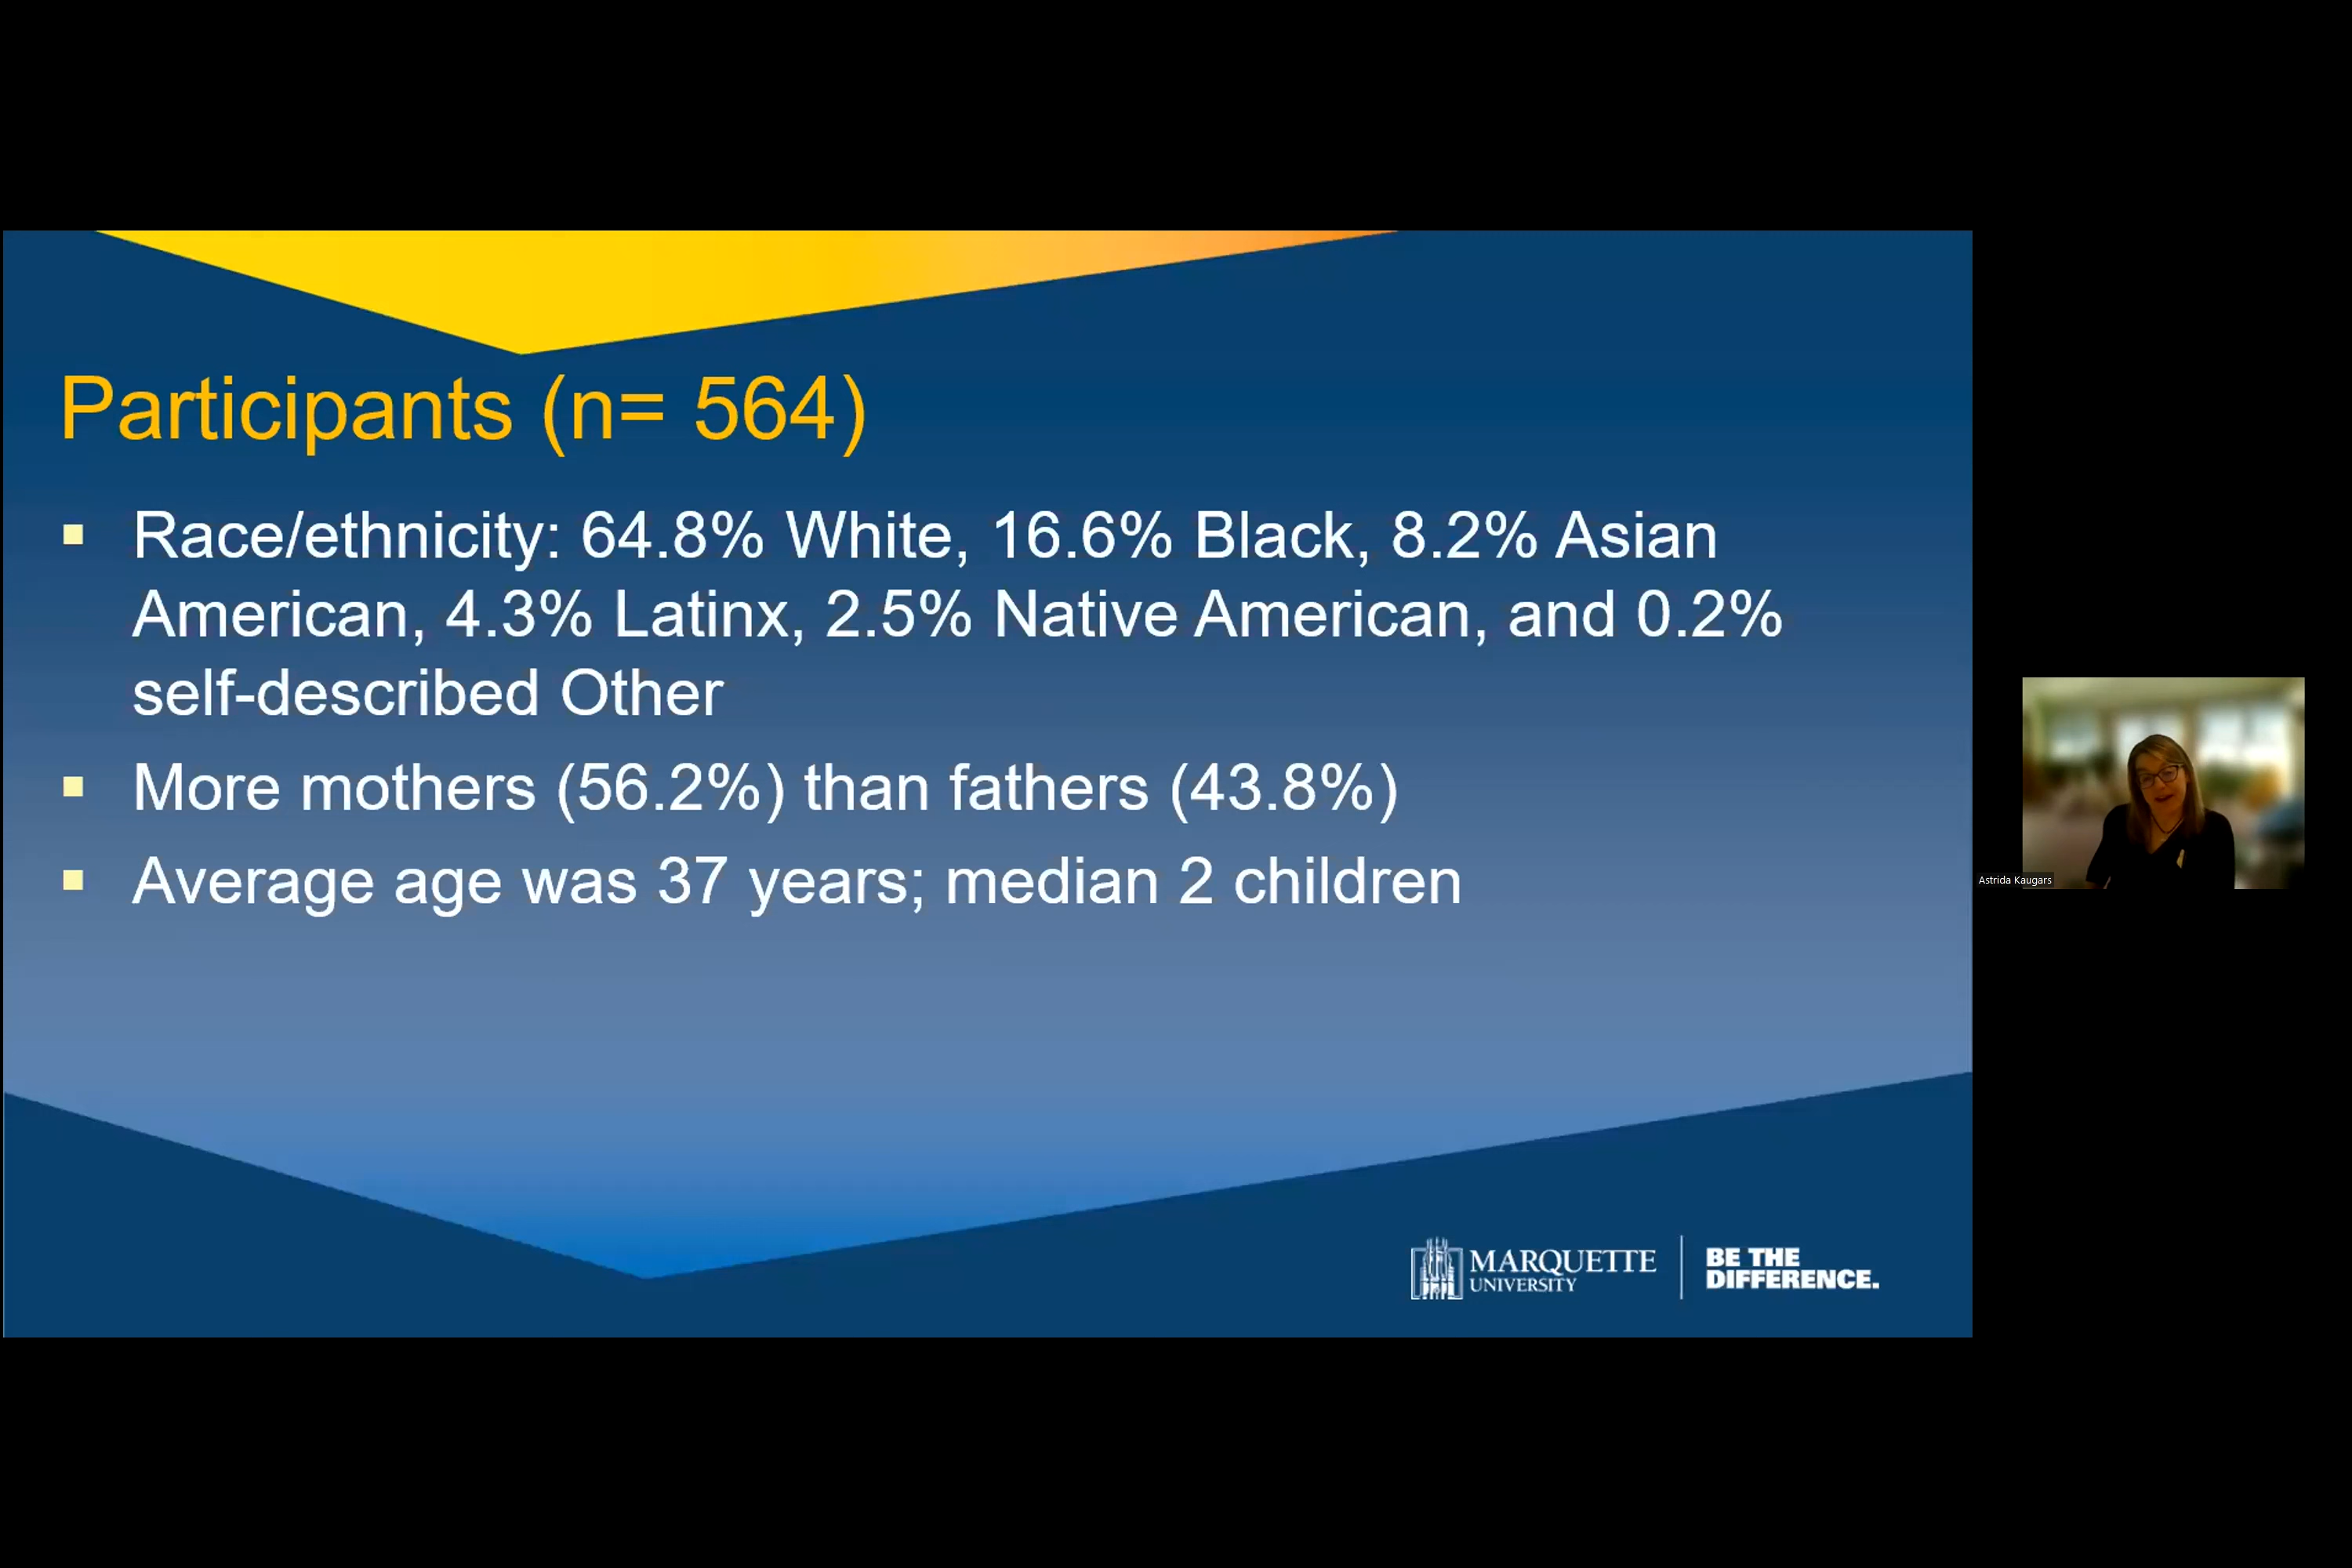 Participants (n= 564)
Race/ethnicity: 64.8% White, 16.6% Black, 8.2% Asian
American, 4.3% Latinx, 2.5% Native American, and 0.2%
self-described Other
More mothers (56.2%) than fathers (43.8%)
Average age was 37 years; median 2 children
Astrida Kaugars
MARQUETTE
UNIVERSITY
BE THE
DIFFERENCE.